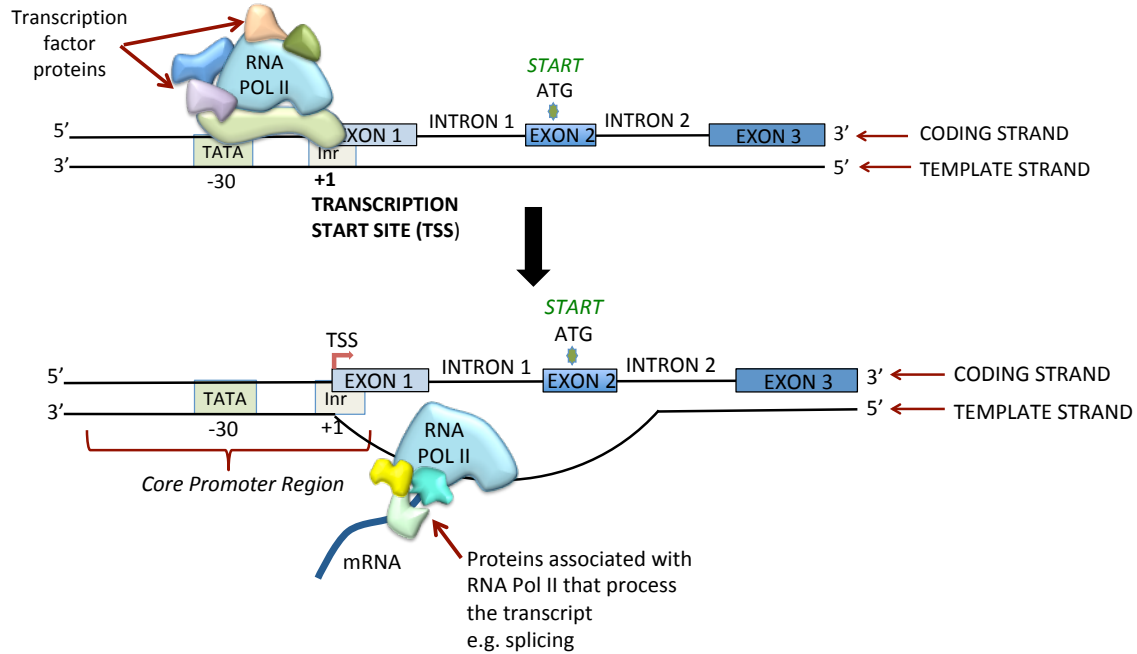 Transcription
factor
proteins
RNA
POL II
START
ATG
5’
EXON 1
INTRON 1
EXON 2
INTRON 2
EXON 3
3’
CODING STRAND
TATA
Inr
3’
5’
TEMPLATE STRAND
-30
+1
TRANSCRIPTION
START SITE (TSS)
START
ATG
TSS
5’
EXON 1
INTRON 1
EXON 2
INTRON 2
EXON 3
3’
CODING STRAND
TATA
Inr
3’
5’
TEMPLATE STRAND
-30
+1
RNA
POL II
Core Promoter Region
mRNA
Proteins associated with
RNA Pol II that process
the transcript
e.g. splicing